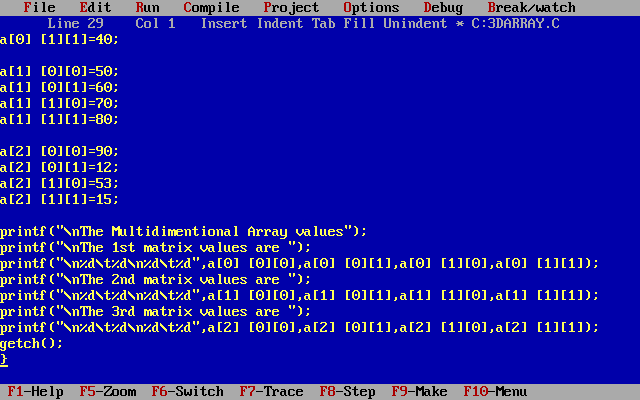 File Edit Run Compile Project Options Debug Break/watch
Line 29 Col 1 Insert Indent Tab Fill Unindent * C:3DARRAY.C
a[0] [1][1]=40;
a[1] [0][0]=50;
a[1] [0][1]=60;
a[1] [1][0]=70;
a[1] [1][1]=80;
a[2] [0][0]=90;
a[2] [0][1]=12;
a[2] [1][0]=53;
a[2] [1][1]=15;
printf("\nThe Multidimentional Array values");
printf("\nThe 1st matrix values are ");
printf("\n%d\t%d\n%d\t%d",a[0] [0][0],a[0] [0][1],a[0] [1][0],a[0] [1][1]);
printf("\nThe 2nd matrix values are ");
printf("\n%d\t%d\n%d\t%d",a[1] [0][0],a[1] [0][1],a[1] [1][0],a[1] [1][1]);
printf("\nThe 3rd matrix values are ");
printf("\n%d\t%d\n%d\t%d",a[2] [0][0],a[2] [0][1],a[2] [1][0],a[2] [1][1]);
getch();
}
F1-Help F5-Zoom F6-Switch F7-Trace F8-Step F9-Make F10-Menu